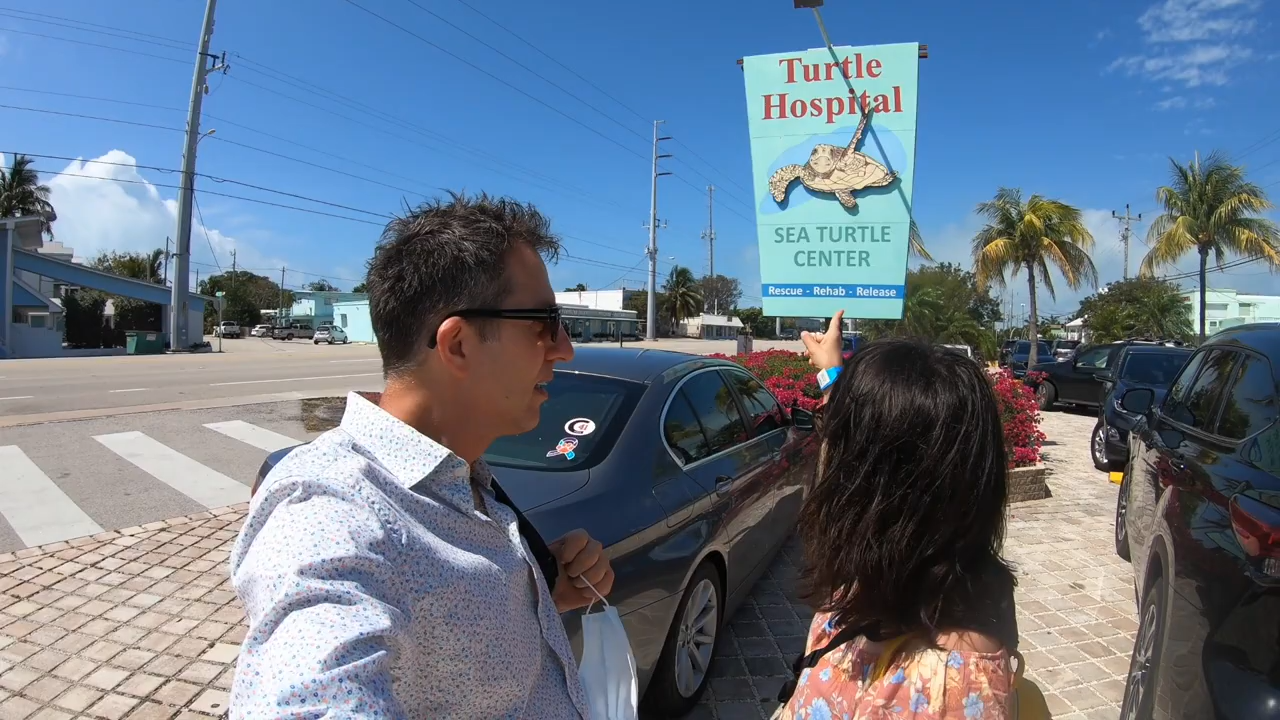 Turtle
Hospital
SEA TURTLE
CENTER
Rescue - Rehab - Release